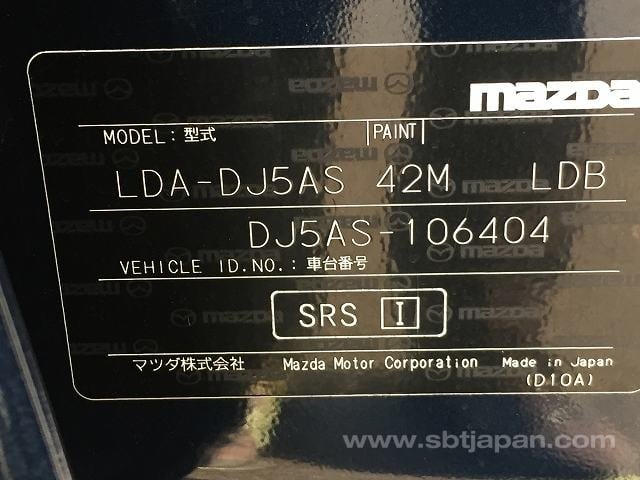 mazda
MODEL: 型式 PAINT
LDA-DJ5AS 42M LDB
DJ5AS-106404
VEHICLE ID.NO.: 車台番号
SRS I
マツダ株式会社 Mazda Motor Corporation Made in Japan
(D10A)
www.sbtjapan.com